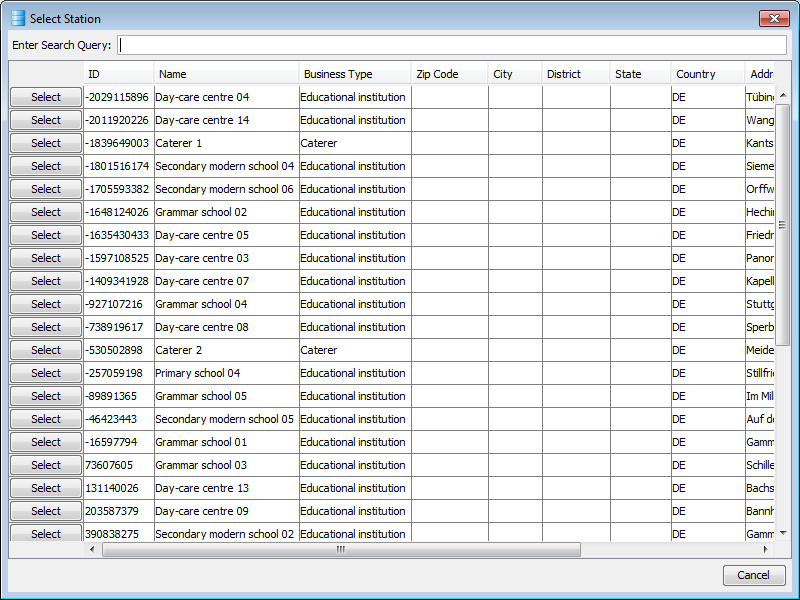 Select Station
Enter Search Query:
ID Name Business Type Zip Code City District State Country Addr
Select -2029115896 Day-care centre 04 Educational institution DE Tübin
Select -2011920226 Day-care centre 14 Educational institution DE Wang
Select -1839649003 Caterer 1 Caterer DE Kants
Select -1801516174 Secondary modern school 04 Educational institution DE Sieme
Select -1705593382 Secondary modern school 06 Educational institution DE Orffw
Select -1648124026 Grammar school 02 Educational institution DE Hechi
Select -1635430433 Day-care centre 05 Educational institution DE Friedr
Select -1597108525 Day-care centre 03 Educational institution DE Panor
Select -1409341928 Day-care centre 07 Educational institution DE Kapell
Select -927107216 Grammar school 04 Educational institution DE Stuttg
Select -738919617 Day-care centre 08 Educational institution DE Sperb
Select -530502898 Caterer 2 Caterer DE Meide
Select -257059198 Primary school 04 Educational institution DE Stillfri
Select -89891365 Grammar school 05 Educational institution DE Im Mil
Select -46423443 Secondary modern school 05 Educational institution DE Auf d
Select -16597794 Grammar school 01 Educational institution DE Gamm
Select 73607605 Grammar school 03 Educational institution DE Schille
Select 131140026 Day-care centre 13 Educational institution DE Bachs
Select 203587379 Day-care centre 09 Educational institution DE Bannh
Select 390838275 Secondary modern school 02 Educational institution DE Gamm
Cancel